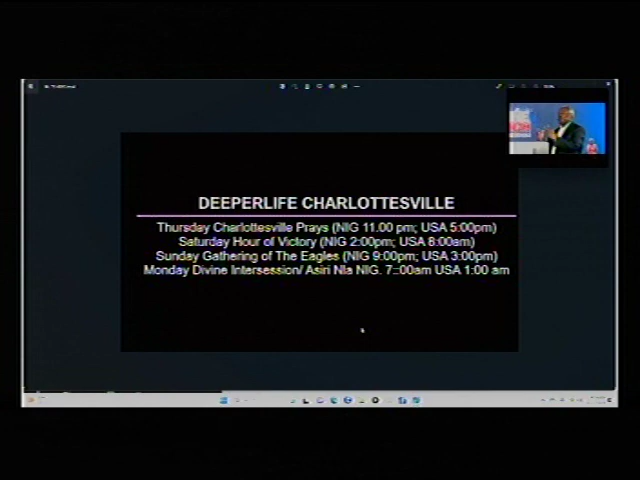 DEEPERLIFE CHARLOTTESVILLE
Thursday Charlottesville Prays (NIG 11.00 pm; USA 5:00pm)
Saturday Hour of Victory (NIG 2:00pm; USA 8:00am)
Sunday Gathering of The Eagles (NIG 9:00pm; USA 3:00pm)
Monday Divine Intersession/ Asiri Nla NIG. 7::00am USA 1:00 am